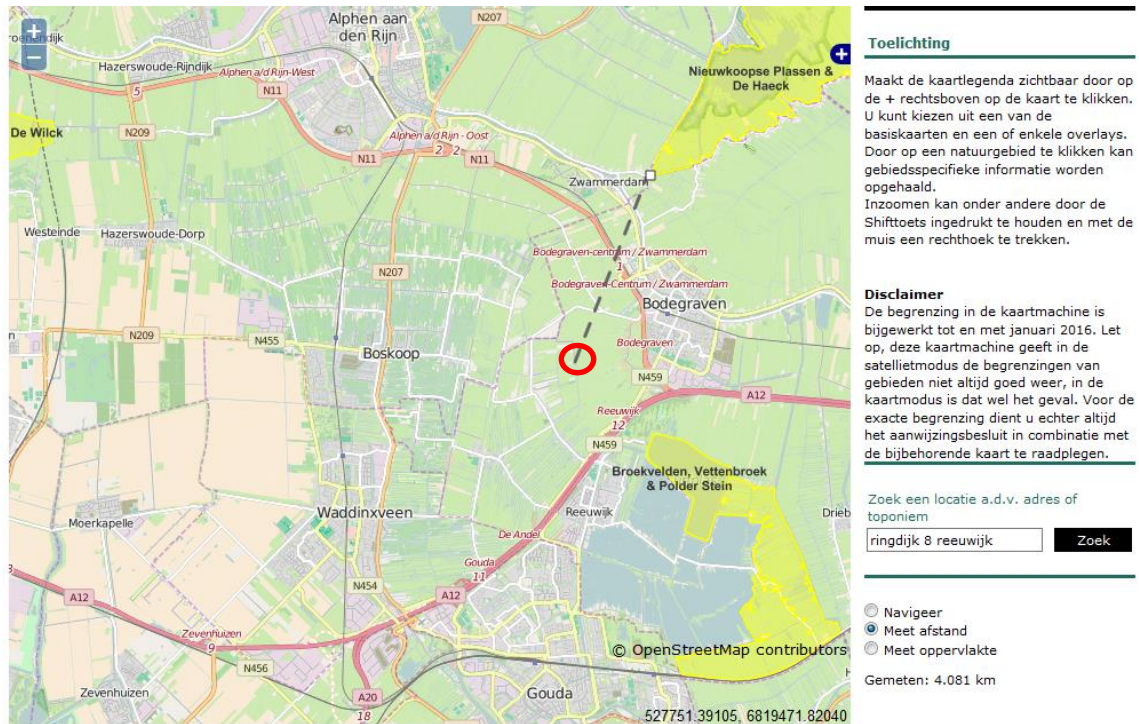 Alphen aan
den Rijn
N207
Hazerswoude-Rijndijk
Alphen a/d Rijn-West
5
N11
Nieuwkoopse Plassen &
De Haeck
De Wilck
N209
Alphen a/d Rijn - Oost
2
2
N11
N11
Zwammerdam
Westeinde
Hazerswoude-Dorp
Bodegraven-centrum / Zwammerdam
1
N207
Bodegraven-Centrum / Zwammerdam
Bodegraven
N209
N455
Boskoop
Bodegraven
N459
A12
Reeuwijk
12
N459
Broekvelden, Vettenbroek
& Polder Stein
Waddinxveen
Reeuwijk
Drieb
Moerkapelle
De Andel
Gouda
11
N454
A12
A12
Zevenhuizen
9
N456
© OpenStreetMap contributors
Zevenhuizen
A20
18
Gouda
527751.39105, 6819471.82040
Toelichting
Maakt de kaartlegenda zichtbaar door op
de + rechtsboven op de kaart te klikken.
U kunt kiezen uit een van de
basiskaarten en een of enkele overlays.
Door op een natuurgebied te klikken kan
gebiedsspecifieke informatie worden
opgehaald.
Inzoomen kan onder andere door de
Shifttoets ingedrukt te houden en met de
muis een rechthoek te trekken.
Disclaimer
De begrenzing in de kaartmachine is
bijgewerkt tot en met januari 2016. Let
op, deze kaartmachine geeft in de
satellietmodus de begrenzingen van
gebieden niet altijd goed weer, in de
kaartmodus is dat wel het geval. Voor de
exacte begrenzing dient u echter altijd
het aanwijzingsbesluit in combinatie met
de bijbehorende kaart te raadplegen.
Zoek een locatie a.d.v. adres of
toponiem
ringdijk 8 reeuwijk
Zoek
Navigeer
Meet afstand
Meet oppervlakte
Gemeten: 4.081 km